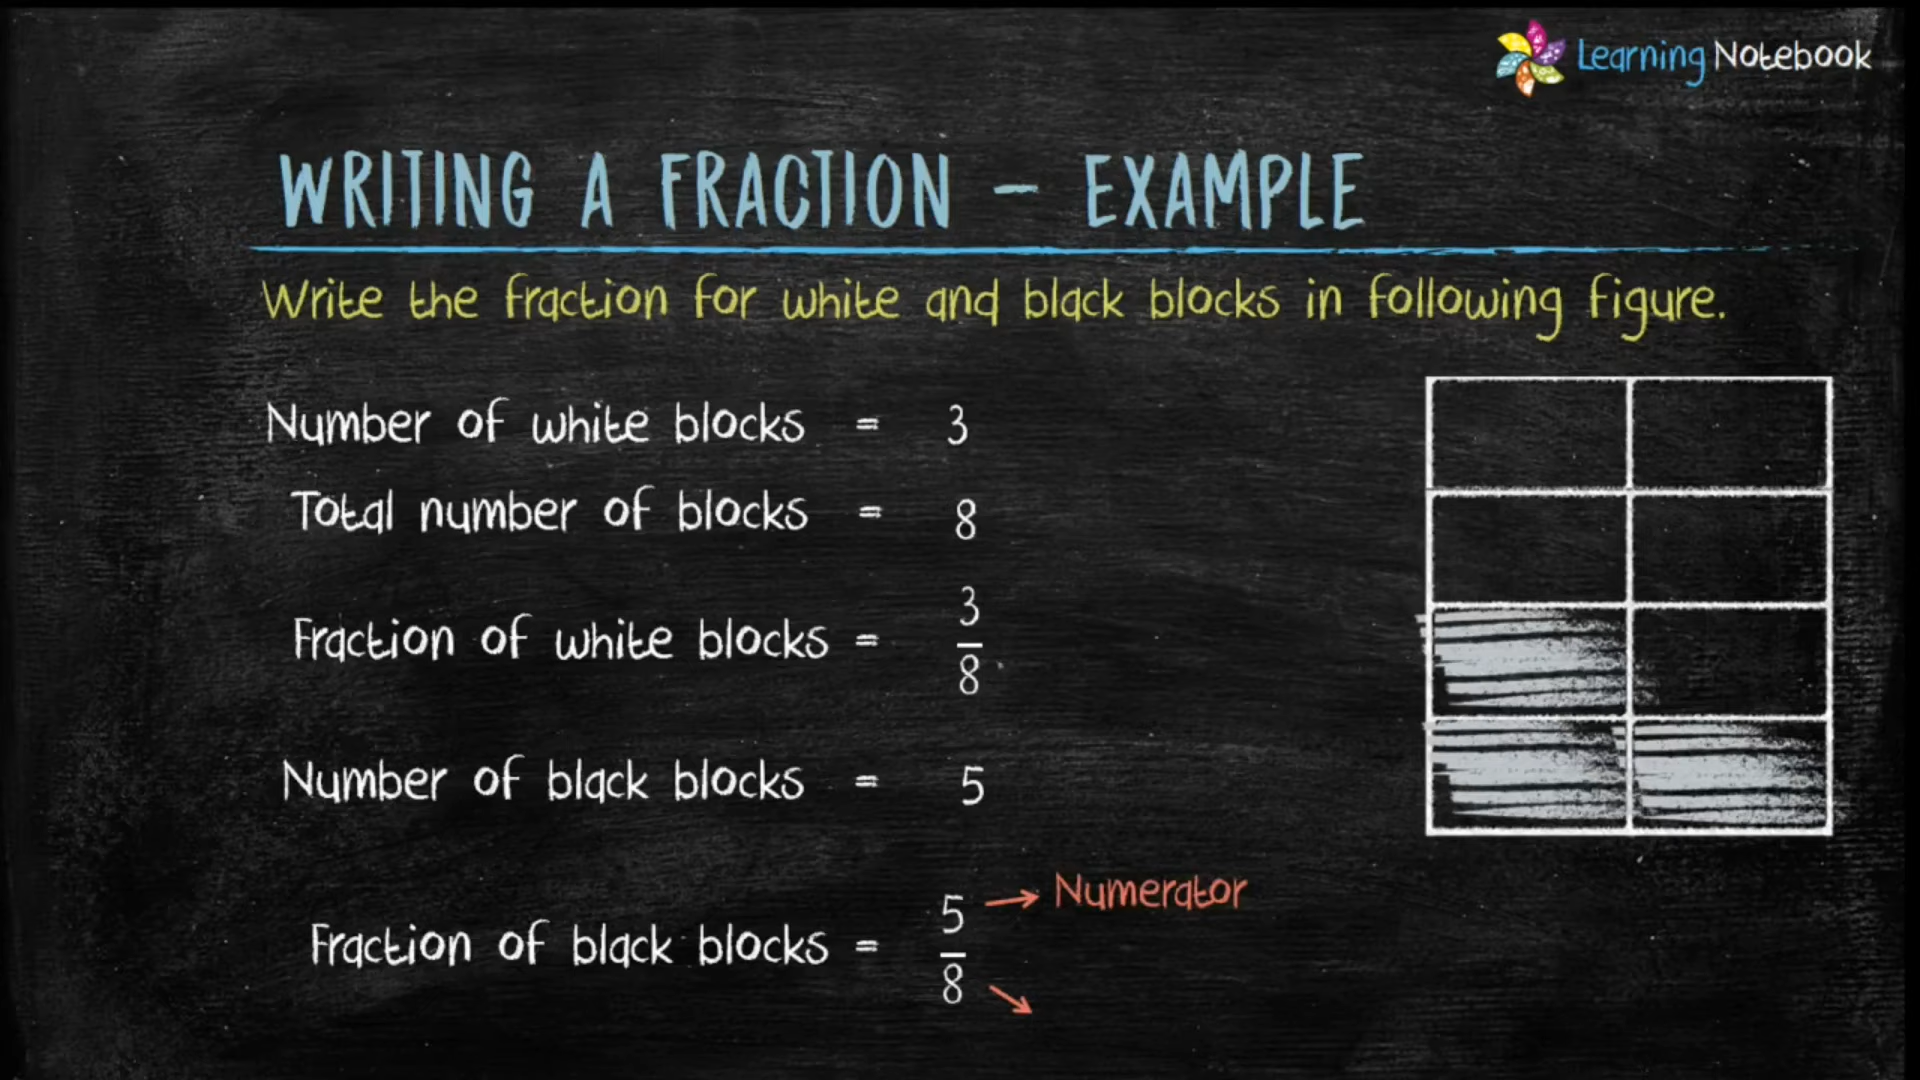 Learning Notebook
WRITING A FRACTION - EXAMPLE
Write the fraction for white and black blocks in following figure.
Number of white blocks = 3
Total number of blocks = 8
Fraction of white blocks = 3/8
Number of black blocks = 5
Fraction of black blocks = 5/8
Numerator